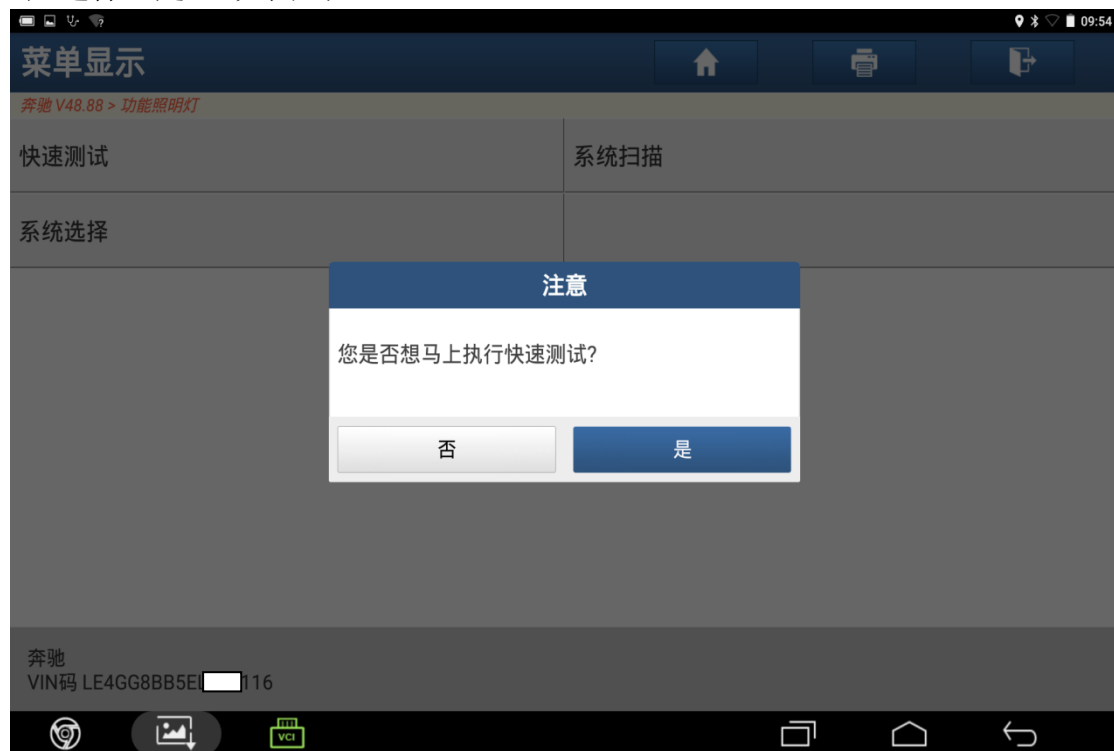 09:54
菜单显示
奔驰 V48.88 > 功能照明灯
快速测试
系统扫描
系统选择
注意
您是否想马上执行快速测试?
否
是
奔驰
VIN码 LE4GG8BB5EL 116
VCI